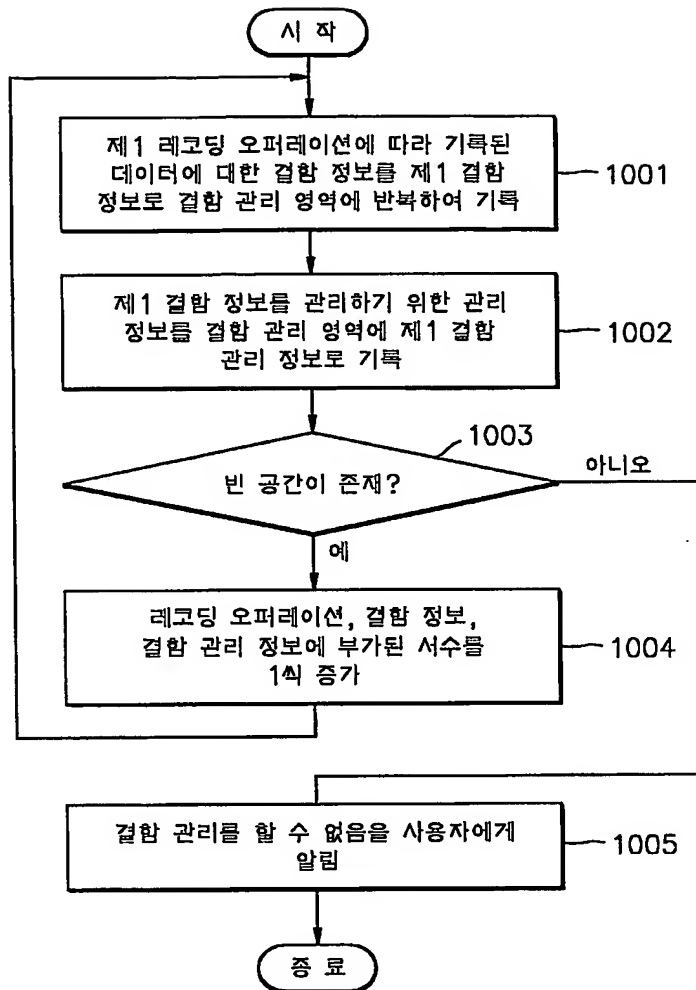 시 작
제1 레코딩 오퍼레이션에 따라 기록된
데이터에 대한 결함 정보를 제1 결함
정보로 결함 관리 영역에 반복하여 기록
1001
제1 결함 정보를 관리하기 위한 관리
정보를 결함 관리 영역에 제1 결함
관리 정보로 기록
1002
1003
빈 공간이 존재?
아니오
예
레코딩 오퍼레이션, 결함 정보,
결함 관리 정보에 부가된 서수를
1씩 증가
1004
결함 관리를 할 수 없음을 사용자에게
알림
1005
종 료